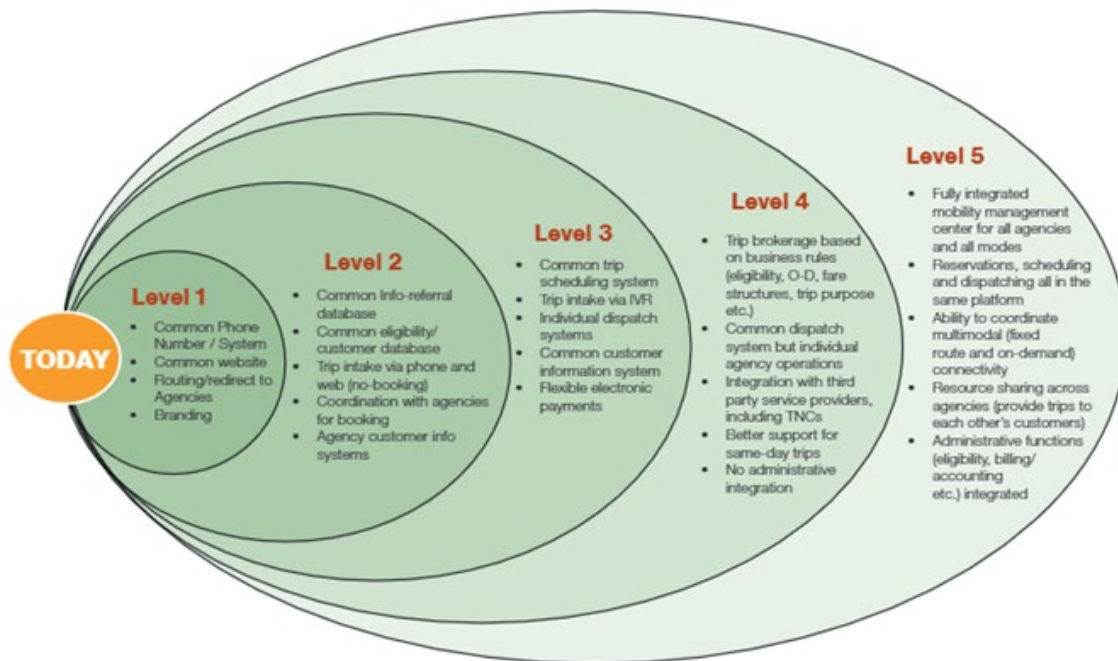 TODAY
Level 1
• Common Phone
Number / System
• Common website
• Routing/redirect to
Agencies
• Branding
Level 2
• Common Info-referral
database
• Common eligibility/
customer database
• Trip intake via phone and
web (no-booking)
• Coordination with agencies
for booking
• Agency customer info
systems
Level 3
• Common trip
scheduling system
• Trip intake via IVR
• Individual dispatch
systems
• Common customer
information system
• Flexible electronic
payments
Level 4
• Trip brokerage based
on business rules
(eligibility, O-D, fare
structures, trip purpose
etc.)
• Common dispatch
system but individual
agency operations
• Integration with third
party service providers,
including TNCs
• Better support for
same-day trips
• No administrative
integration
Level 5
• Fully integrated
mobility management
center for all agencies
and all modes
• Reservations, scheduling
and dispatching all in the
same platform
• Ability to coordinate
multimodal (fixed
route and on-demand)
connectivity
• Resource sharing across
agencies (provide trips to
each other's customers)
• Administrative functions
(eligibility, billing/
accounting
etc.) integrated